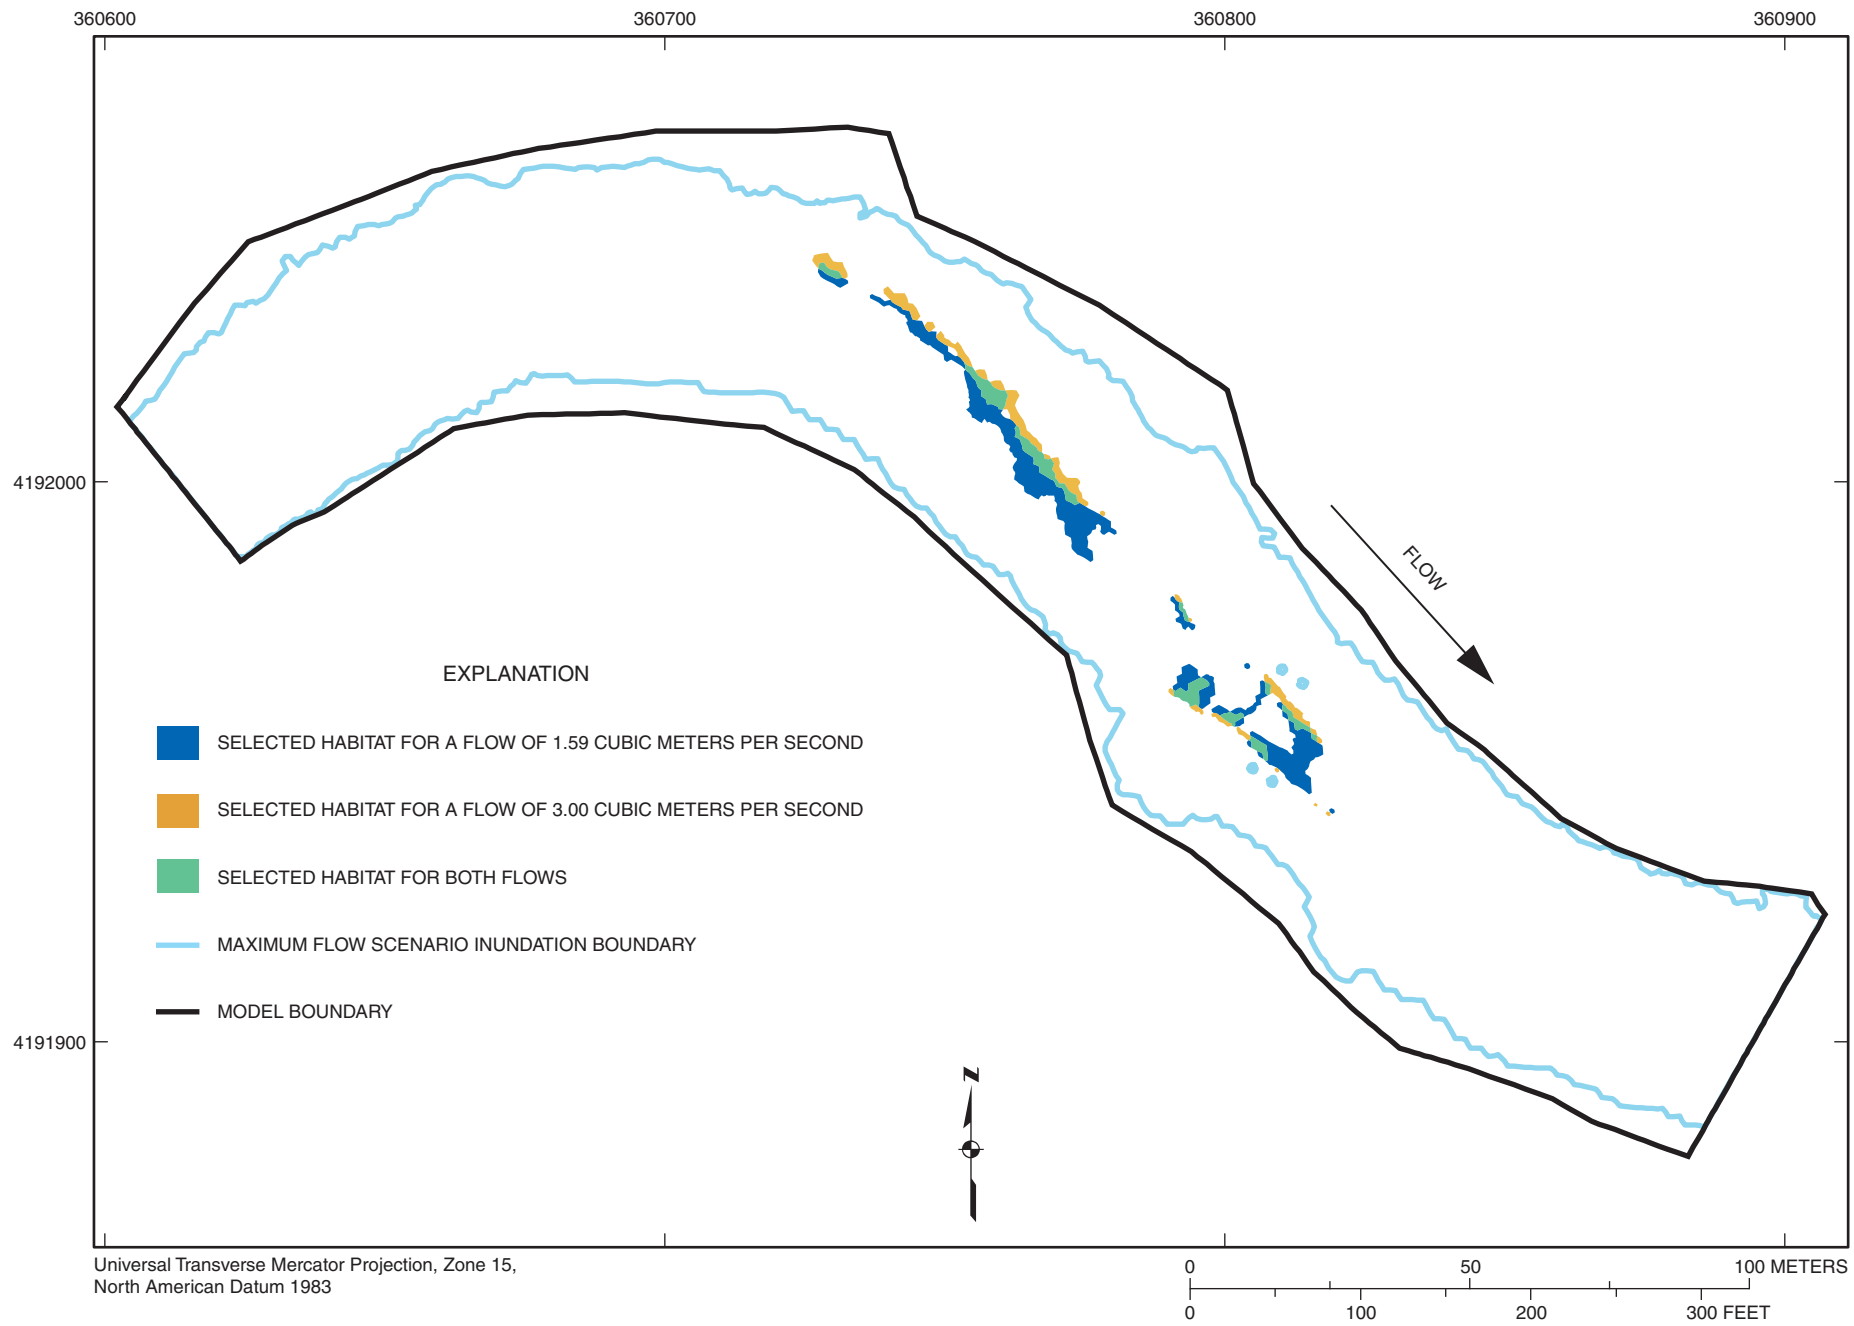 360600 360700 360800 360900
4192000
FLOW
EXPLANATION
SELECTED HABITAT FOR A FLOW OF 1.59 CUBIC METERS PER SECOND
SELECTED HABITAT FOR A FLOW OF 3.00 CUBIC METERS PER SECOND
SELECTED HABITAT FOR BOTH FLOWS
MAXIMUM FLOW SCENARIO INUNDATION BOUNDARY
MODEL BOUNDARY
4191900
N
Universal Transverse Mercator Projection, Zone 15,
North American Datum 1983
0 50 100 METERS
0 100 200 300 FEET